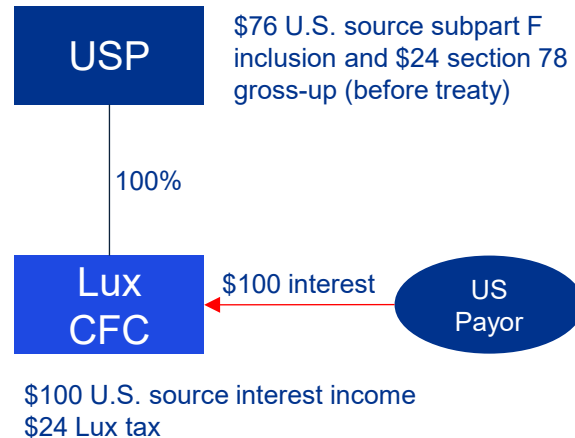 USP
$76 U.S. source subpart F
inclusion and $24 section 78
gross-up (before treaty)
100%
Lux
CFC
$100 interest
US
Payor
$100 U.S. source interest income
$24 Lux tax